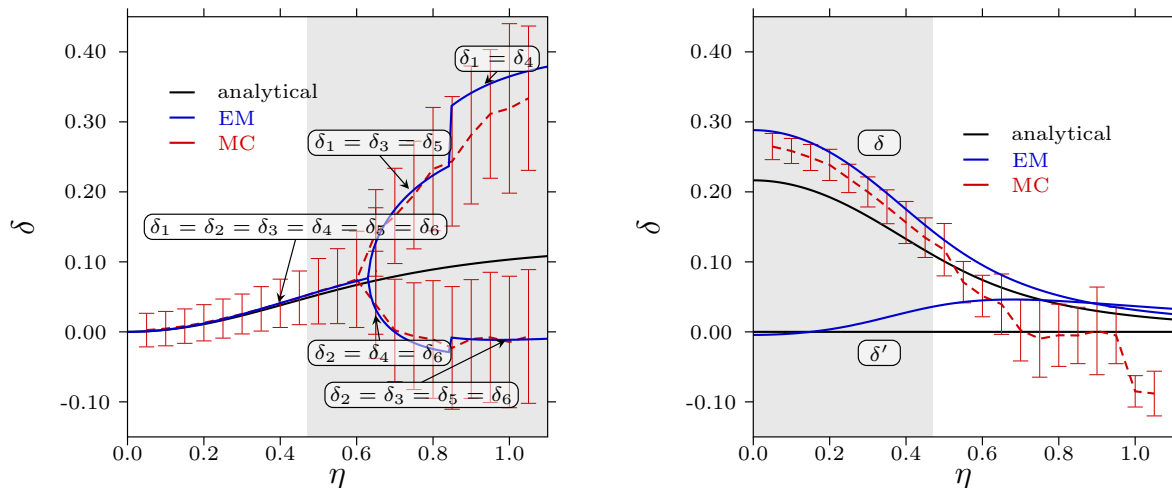 0.40
0.30
0.20
0.10
0.00
-0.10
δ
0.0 0.2 0.4 0.6 0.8 1.0
η
analytical
EM
MC
δ₁ = δ₄
δ₁ = δ₃ = δ₅
δ₁ = δ₂ = δ₃ = δ₄ = δ₅ = δ₆
δ₂ = δ₄ = δ₆
δ₂ = δ₃ = δ₅ = δ₆
0.40
0.30
0.20
0.10
0.00
-0.10
δ
0.0 0.2 0.4 0.6 0.8 1.0
η
δ
analytical
EM
MC
δ′